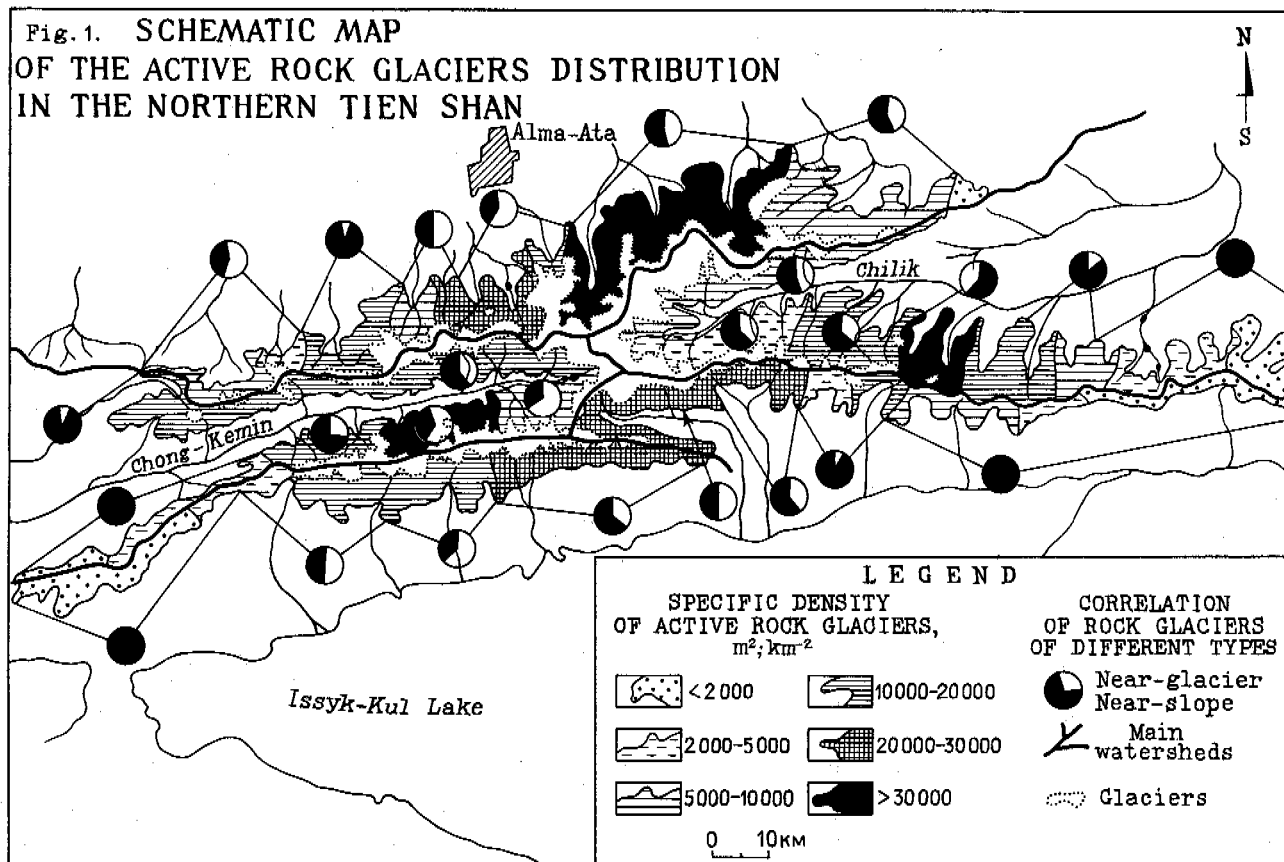 Fig.1. SCHEMATIC MAP
OF THE ACTIVE ROCK GLACIERS DISTRIBUTION
IN THE NORTHERN TIEN SHAN
N
S
Alma-Ata
Chilik
Chong-Kemin
Issyk-Kul Lake
LEGEND
SPECIFIC DENSITY
OF ACTIVE ROCK GLACIERS,
m²; km⁻²
<2000
2000-5000
5000-10000
10000-20000
20000-30000
>30000
0 10KM
CORRELATION
OF ROCK GLACIERS
OF DIFFERENT TYPES
Near-glacier
Near-slope
Main
watersheds
Glaciers